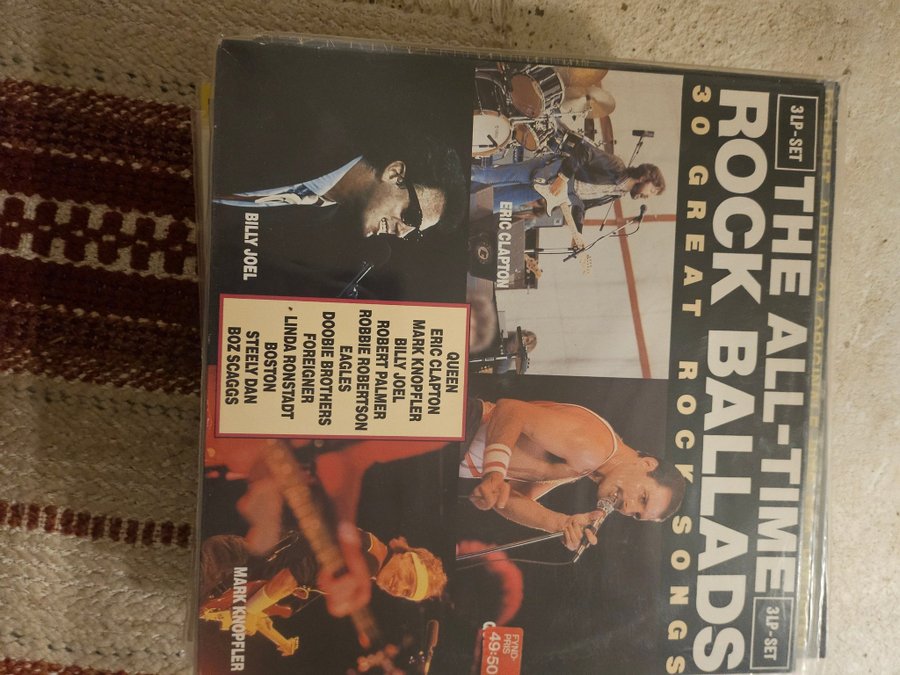 3LP-SET
THE ALL-TIME
3LP-SET
ROCK BALLADS
30 GREAT ROCK SONGS
ERIC CLAPTON
BILLY JOEL
QUEEN
ERIC CLAPTON
MARK KNOPFLER
BILLY JOEL
ROBERT PALMER
ROBBIE ROBERTSON
EAGLES
DOOBIE BROTHERS
FOREIGNER
LINDA RONSTADT
BOSTON
STEELY DAN
BOZ SCAGGS
FYND-
PRIS
49:50
MARK KNOPFLER